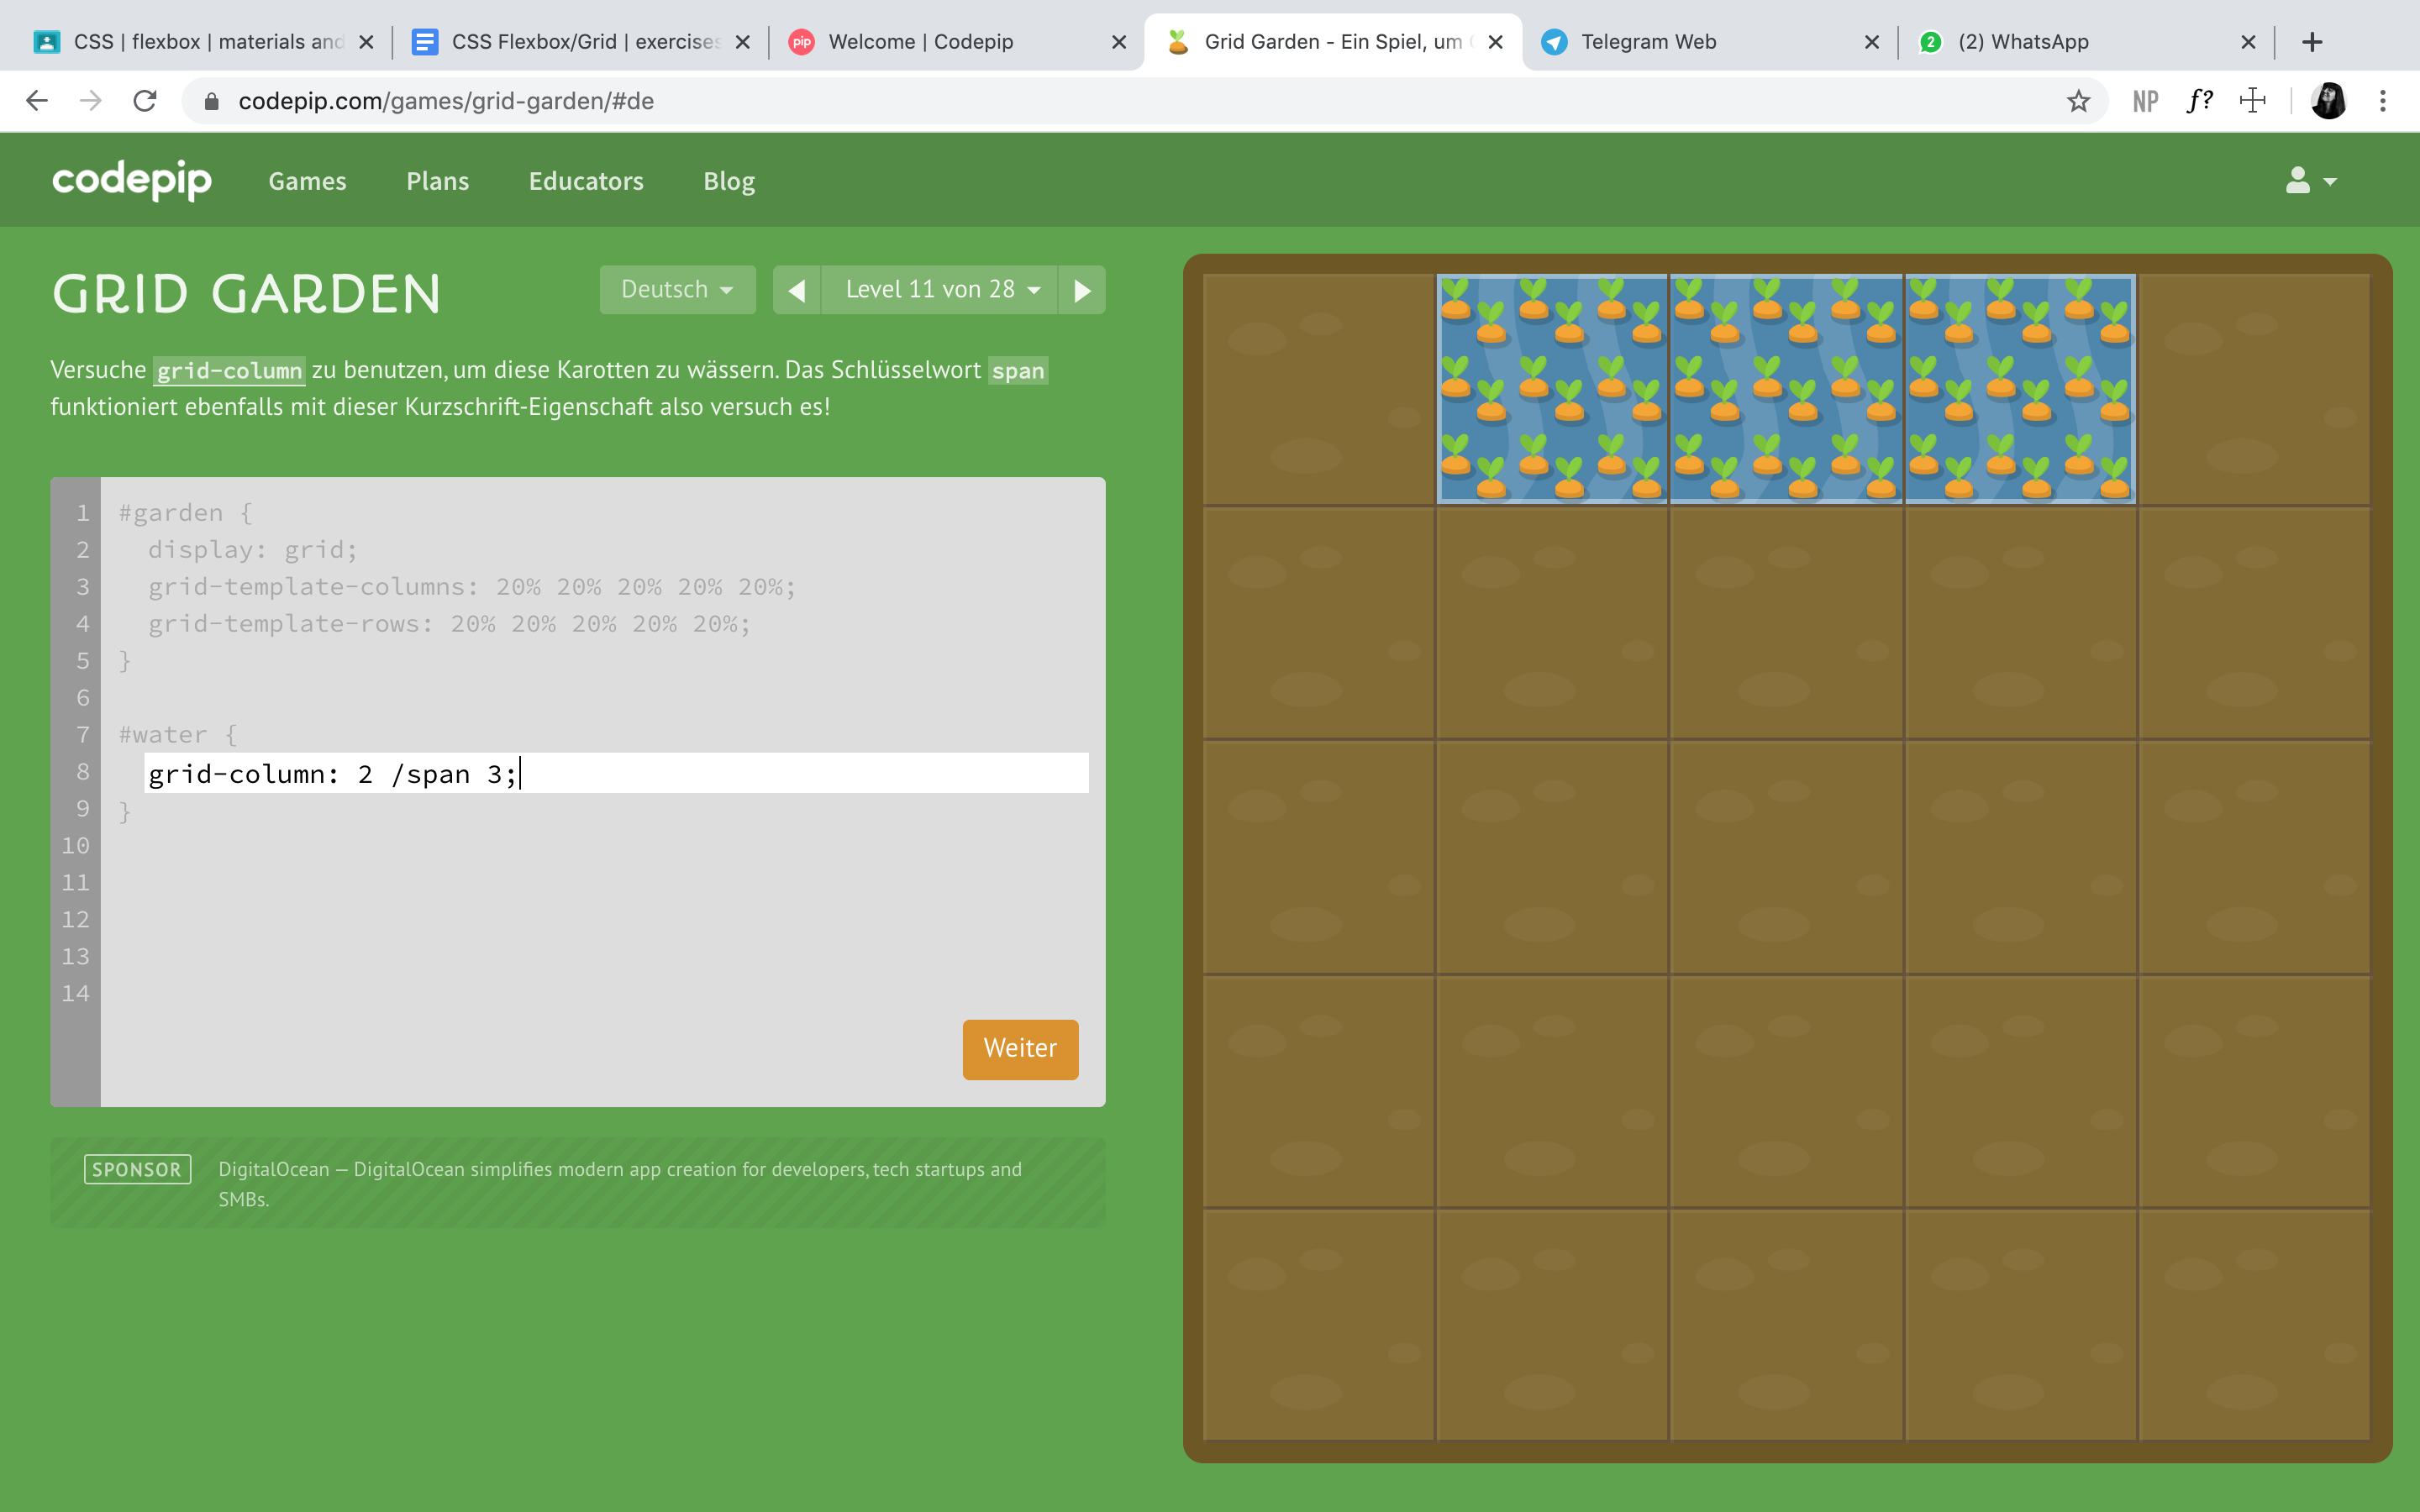 CSS | flexbox | materials and
CSS Flexbox/Grid | exercises
pip
Welcome | Codepip
Grid Garden - Ein Spiel, um
Telegram Web
2
(2) WhatsApp
codepip.com/games/grid-garden/#de
NP
f?
codepip
Games
Plans
Educators
Blog
GRID GARDEN
Deutsch
Level 11 von 28
Versuche grid-column zu benutzen, um diese Karotten zu wässern. Das Schlüsselwort span
funktioniert ebenfalls mit dieser Kurzschrift-Eigenschaft also versuch es!
1 #garden {
2 display: grid;
3 grid-template-columns: 20% 20% 20% 20% 20%;
4 grid-template-rows: 20% 20% 20% 20% 20%;
5 }
6
7 #water {
8 grid-column: 2 /span 3;
9 }
10
11
12
13
14
Weiter
SPONSOR
DigitalOcean — DigitalOcean simplifies modern app creation for developers, tech startups and
SMBs.